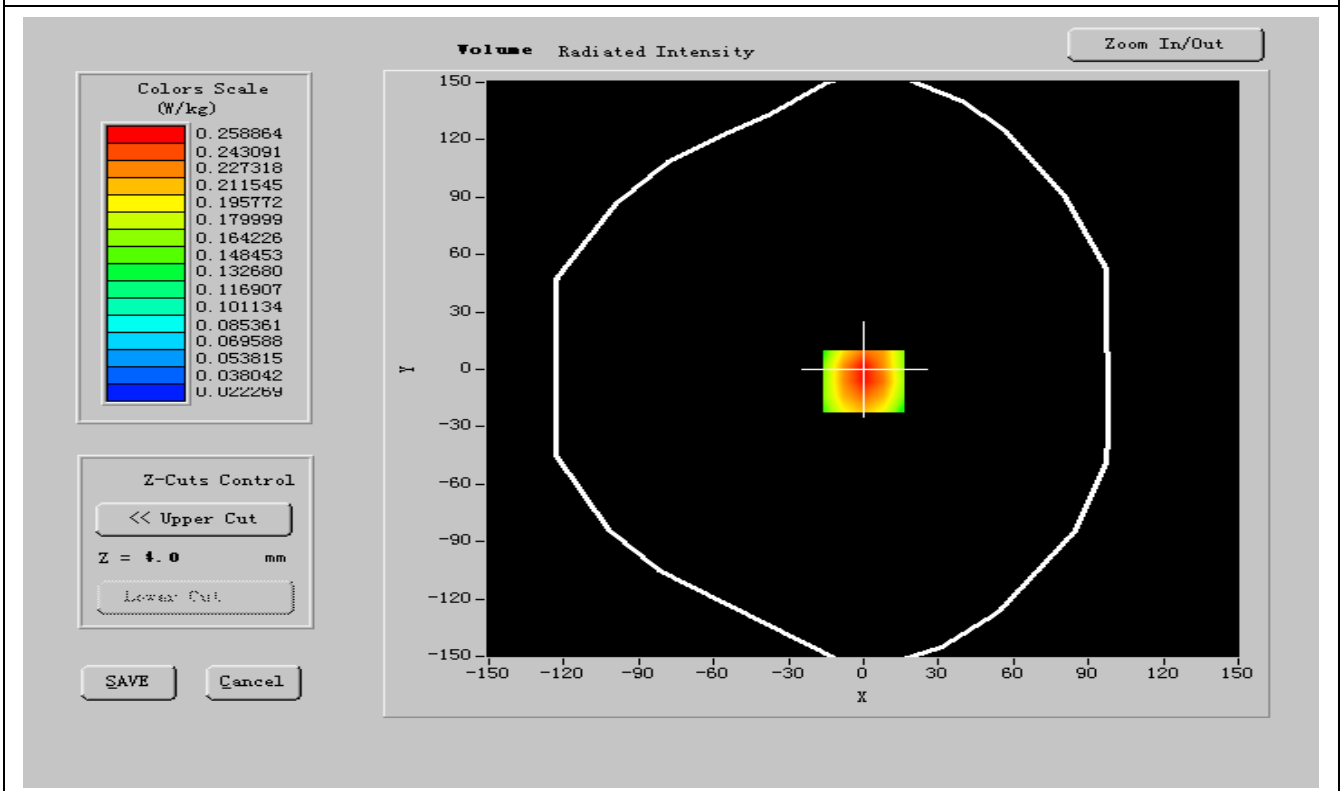 Volume Radiated Intensity
Zoom In/Out
Colors Scale
(W/kg)
0.258864
0.243091
0.227318
0.211545
0.195772
0.179999
0.164226
0.148453
0.132680
0.116907
0.101134
0.085361
0.069588
0.053815
0.038042
0.022269
Z-Cuts Control
<< Upper Cut
Z = 4.0 mm
Lower Cut
SAVE
Cancel
150
120
90
60
30
0
-30
-60
-90
-120
-150
Y
-150 -120 -90 -60 -30 0 30 60 90 120 150
X